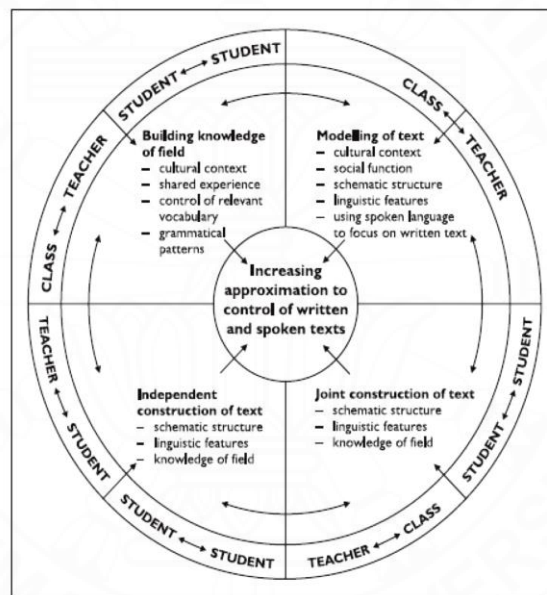 STUDENT ↔ STUDENT
CLASS ↔ TEACHER
CLASS ↔ TEACHER
Building knowledge
of field
– cultural context
– shared experience
– control of relevant
vocabulary
– grammatical
patterns
Modelling of text
– cultural context
– social function
– schematic structure
– linguistic features
– using spoken language
to focus on written text
Increasing
approximation to
control of written
and spoken texts
Independent
construction of text
– schematic structure
– linguistic features
– knowledge of field
Joint construction of text
– schematic structure
– linguistic features
– knowledge of field
TEACHER ↔ STUDENT
STUDENT ↔ STUDENT
TEACHER ↔ CLASS
STUDENT ↔ STUDENT